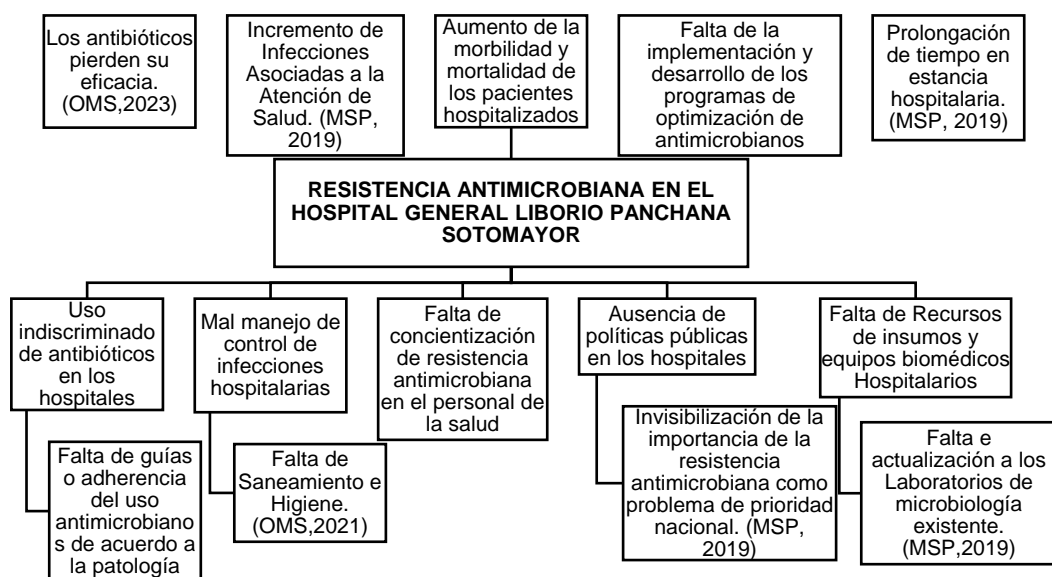 Los antibióticos
pierden su
eficacia.
(OMS,2023)
Incremento de
Infecciones
Asociadas a la
Atención de
Salud. (MSP,
2019)
Aumento de la
morbilidad y
mortalidad de
los pacientes
hospitalizados
Falta de la
implementación y
desarrollo de los
programas de
optimización de
antimicrobianos
Prolongación
de tiempo en
estancia
hospitalaria.
(MSP, 2019)
RESISTENCIA ANTIMICROBIANA EN EL
HOSPITAL GENERAL LIBORIO PANCHANA
SOTOMAYOR
Uso
indiscriminado
de antibióticos
en los
hospitales
Mal manejo de
control de
infecciones
hospitalarias
Falta de
concientización
de resistencia
antimicrobiana
en el personal de
la salud
Ausencia de
políticas públicas
en los hospitales
Falta de Recursos
de insumos y
equipos biomédicos
Hospitalarios
Falta de guías
o adherencia
del uso
antimicrobiano
s de acuerdo a
la patología
Falta de
Saneamiento e
Higiene.
(OMS,2021)
Invisibilización de la
importancia de la
resistencia
antimicrobiana como
problema de prioridad
nacional. (MSP,
2019)
Falta e
actualización a los
Laboratorios de
microbiología
existente.
(MSP,2019)